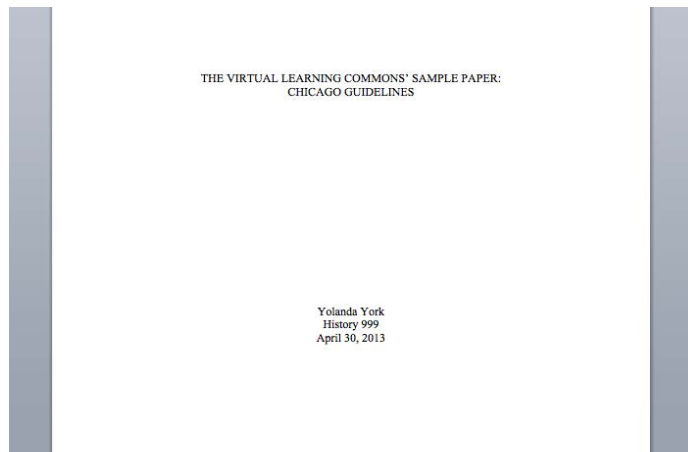 THE VIRTUAL LEARNING COMMONS' SAMPLE PAPER:
CHICAGO GUIDELINES
Yolanda York
History 999
April 30, 2013